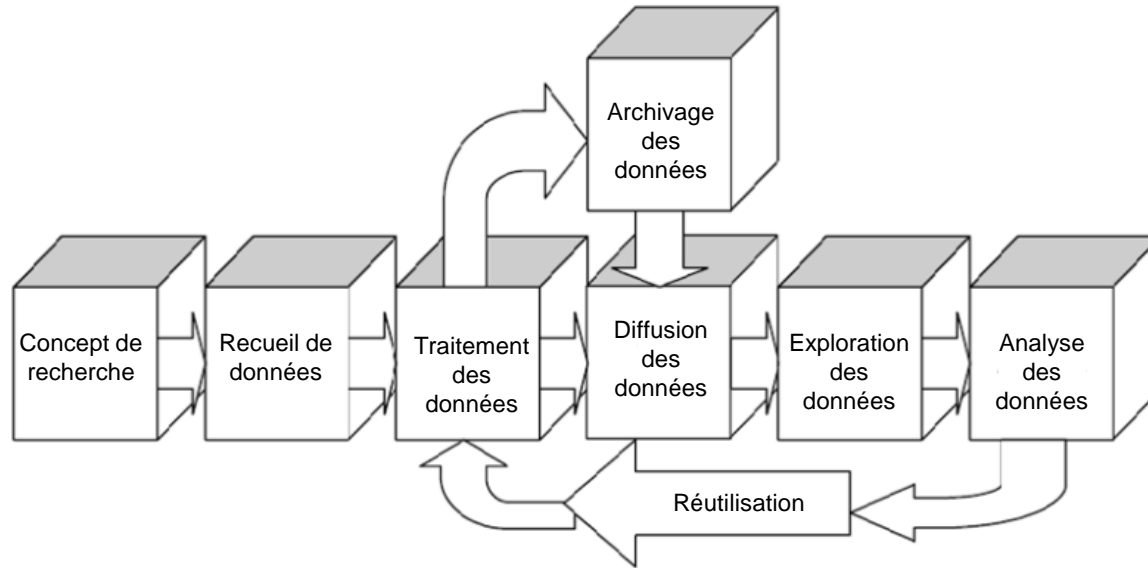 Archivage
des
données
Concept de
recherche
Recueil de
données
Traitement
des
données
Diffusion
des
données
Exploration
des
données
Analyse
des
données
Réutilisation